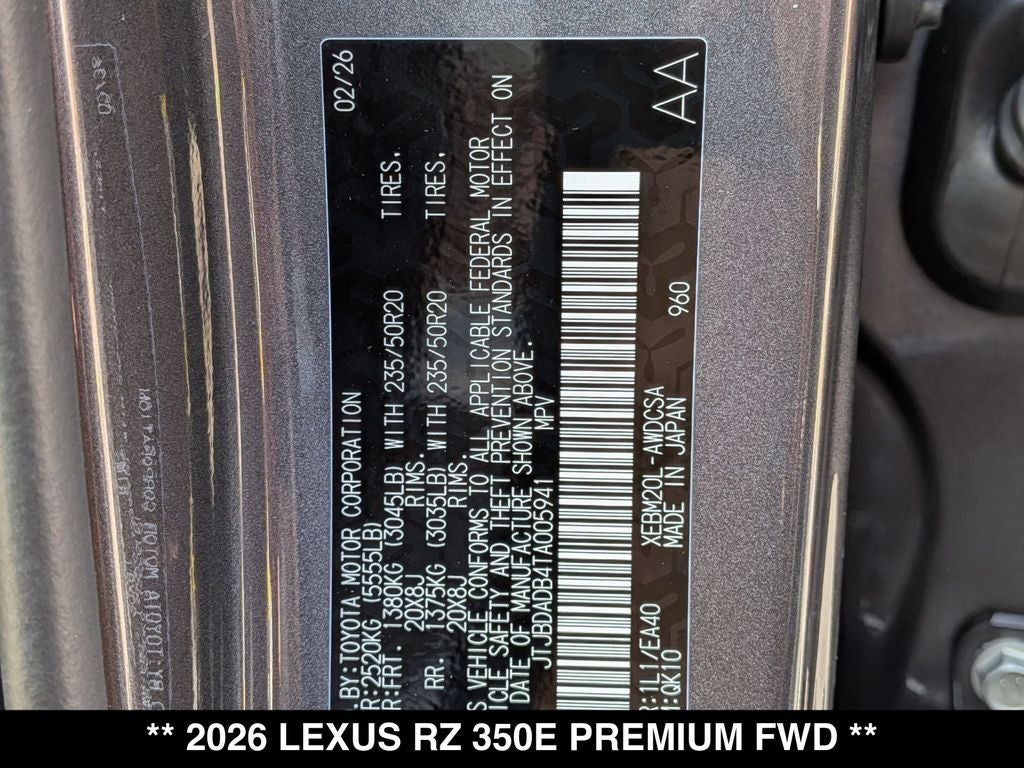 02/26
. BY:TOYOTA MOTOR CORPORATION
R:2520KG (5555LB)
R:FRT. 1380KG (3045LB) WITH 235/50R20 TIRES,
20X8J RIMS.
RR. 1375KG (3035LB) WITH 235/50R20 TIRES,
20X8J RIMS.
S VEHICLE CONFORMS TO ALL APPLICABLE FEDERAL MOTOR
ICLE SAFETY AND THEFT PREVENTION STANDARDS IN EFFECT ON
DATE OF MANUFACTURE SHOWN ABOVE.
JTJBDADB4TA005941 MPV
R:1L1/EA40 XEBM20L-AWDCSA 960
M:QK10 MADE IN JAPAN
AA
** 2026 LEXUS RZ 350E PREMIUM FWD **